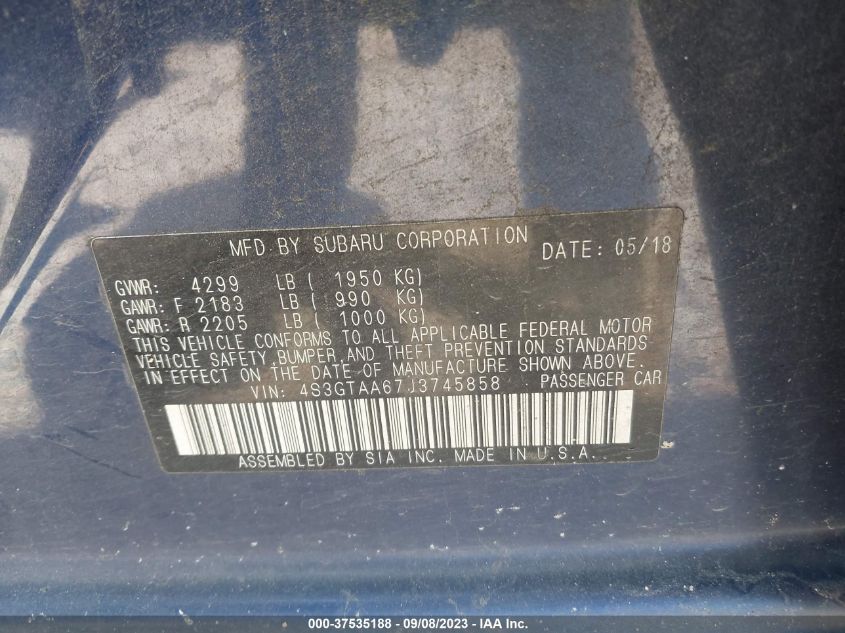 MFD BY SUBARU CORPORATION DATE: 05/18
GVWR: 4299 LB ( 1950 KG)
GAWR: F 2183 LB ( 990 KG)
GAWR: R 2205 LB ( 1000 KG)
THIS VEHICLE CONFORMS TO ALL APPLICABLE FEDERAL MOTOR
VEHICLE SAFETY, BUMPER AND THEFT PREVENTION STANDARDS
IN EFFECT ON THE DATE OF MANUFACTURE SHOWN ABOVE.
VIN: 4S3GTAA67J3745858 PASSENGER CAR
ASSEMBLED BY SIA INC. MADE IN U.S.A.
000-37535188 - 09/08/2023 - IAA Inc.